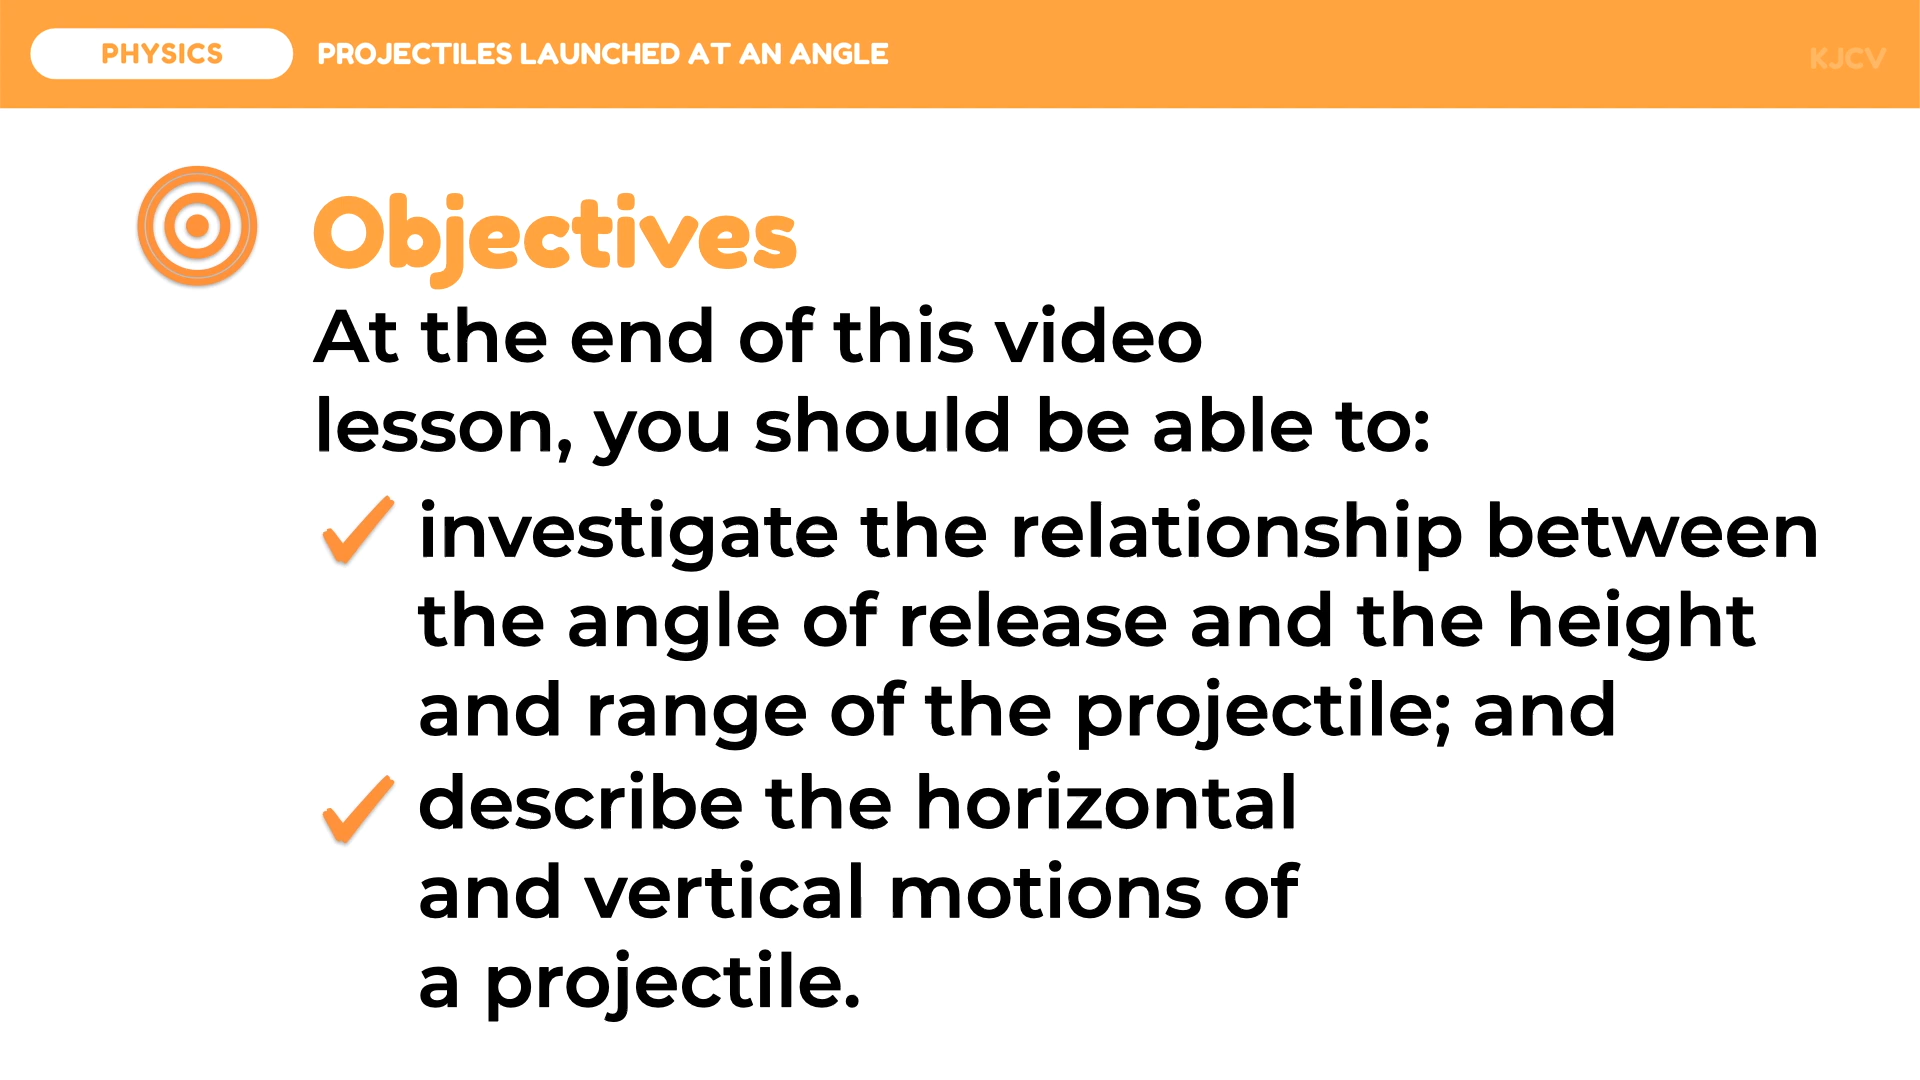 PHYSICS
PROJECTILES LAUNCHED AT AN ANGLE
KJCV
Objectives
At the end of this video
lesson, you should be able to:
investigate the relationship between
the angle of release and the height
and range of the projectile; and
describe the horizontal
and vertical motions of
a projectile.